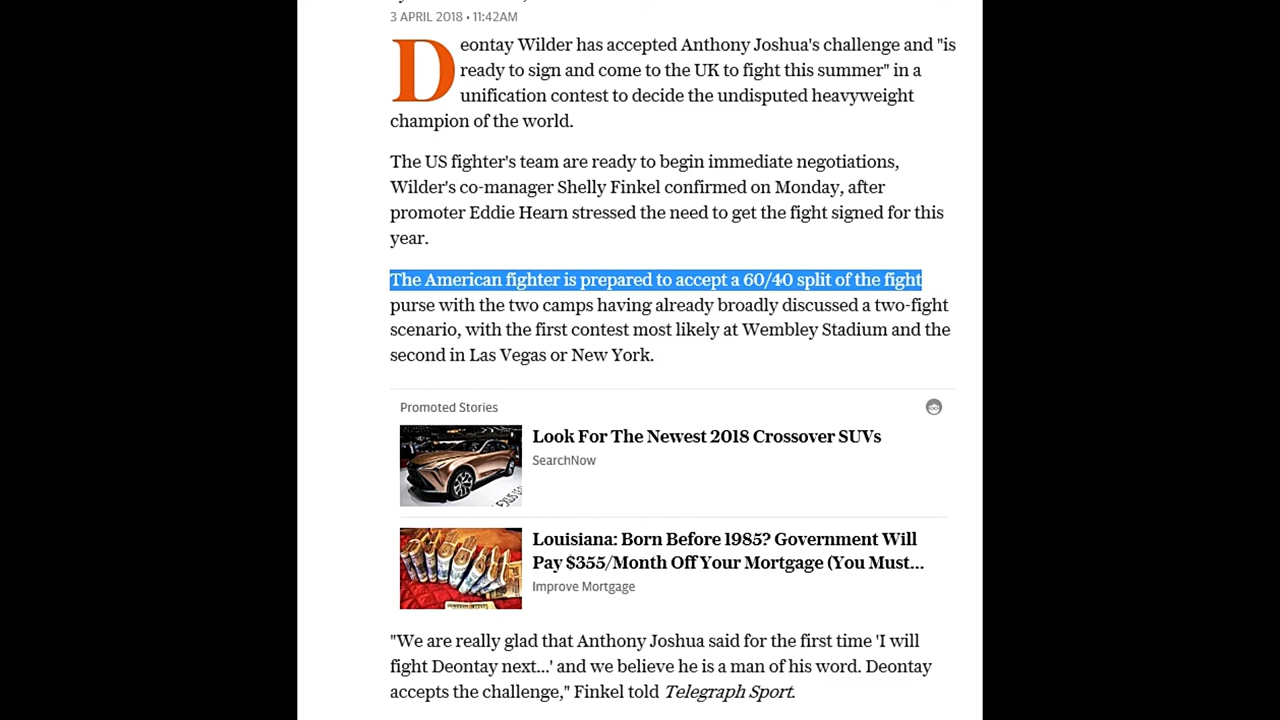 3 APRIL 2018 • 11:42AM
Deontay Wilder has accepted Anthony Joshua's challenge and "is
ready to sign and come to the UK to fight this summer" in a
unification contest to decide the undisputed heavyweight
champion of the world.
The US fighter's team are ready to begin immediate negotiations,
Wilder's co-manager Shelly Finkel confirmed on Monday, after
promoter Eddie Hearn stressed the need to get the fight signed for this
year.
The American fighter is prepared to accept a 60/40 split of the fight
purse with the two camps having already broadly discussed a two-fight
scenario, with the first contest most likely at Wembley Stadium and the
second in Las Vegas or New York.
Promoted Stories
Look For The Newest 2018 Crossover SUVs
SearchNow
Louisiana: Born Before 1985? Government Will
Pay $355/Month Off Your Mortgage (You Must...
Improve Mortgage
"We are really glad that Anthony Joshua said for the first time 'I will
fight Deontay next...' and we believe he is a man of his word. Deontay
accepts the challenge," Finkel told Telegraph Sport.